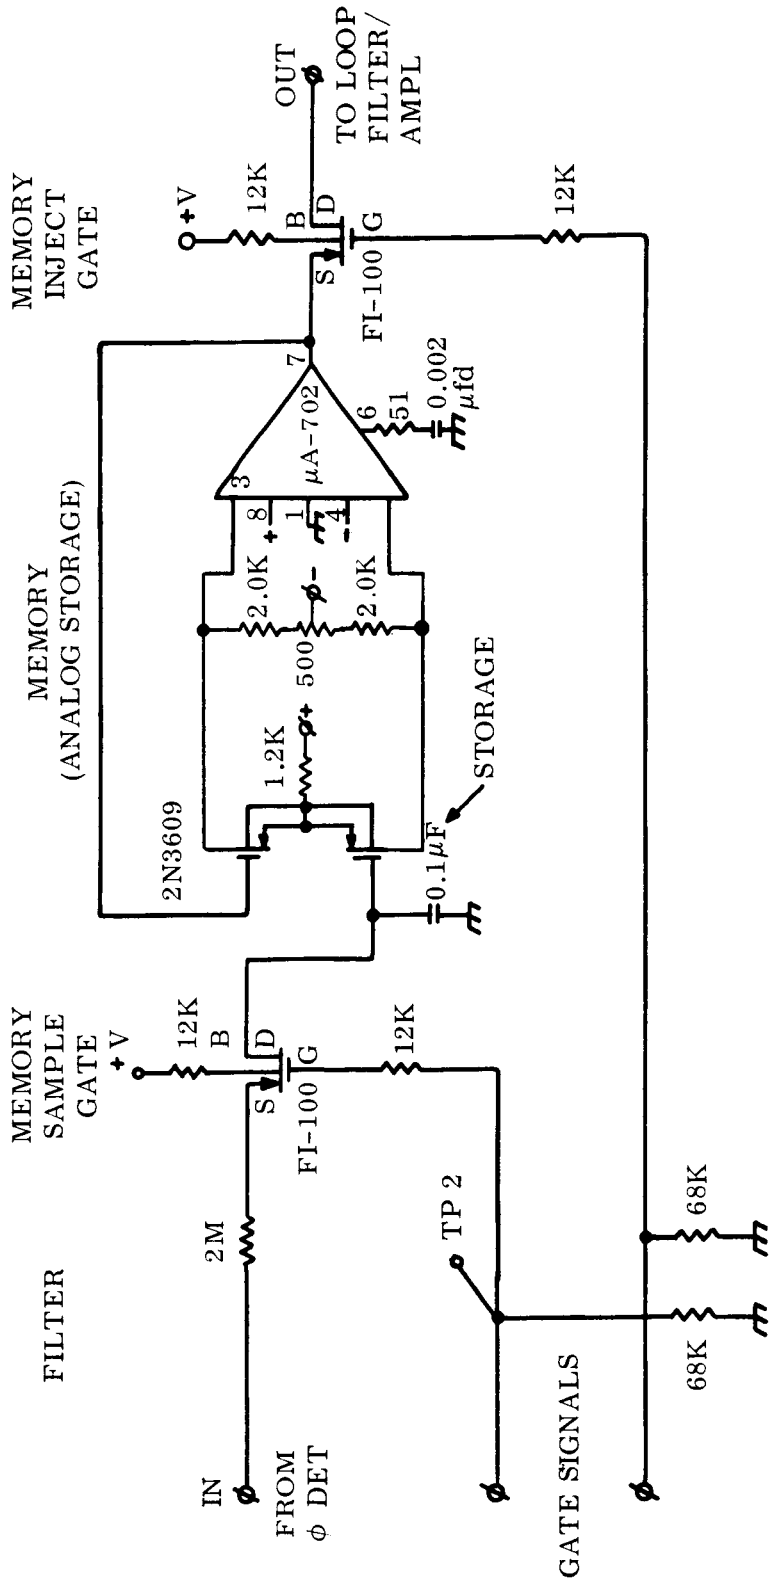 FILTER
MEMORY
SAMPLE
GATE
MEMORY
(ANALOG STORAGE)
MEMORY
INJECT
GATE
IN
FROM
ϕ DET
2M
+V
12K
B
S
D
G
FI-100
12K
TP 2
GATE SIGNALS
68K
68K
2N3609
1.2K
+
0.1μF
STORAGE
2.0K
500
-
2.0K
3
8
+
1
4
-
μA-702
7
6
51
0.002
μfd
+V
12K
B
S
D
G
FI-100
12K
OUT
TO LOOP
FILTER/
AMPL